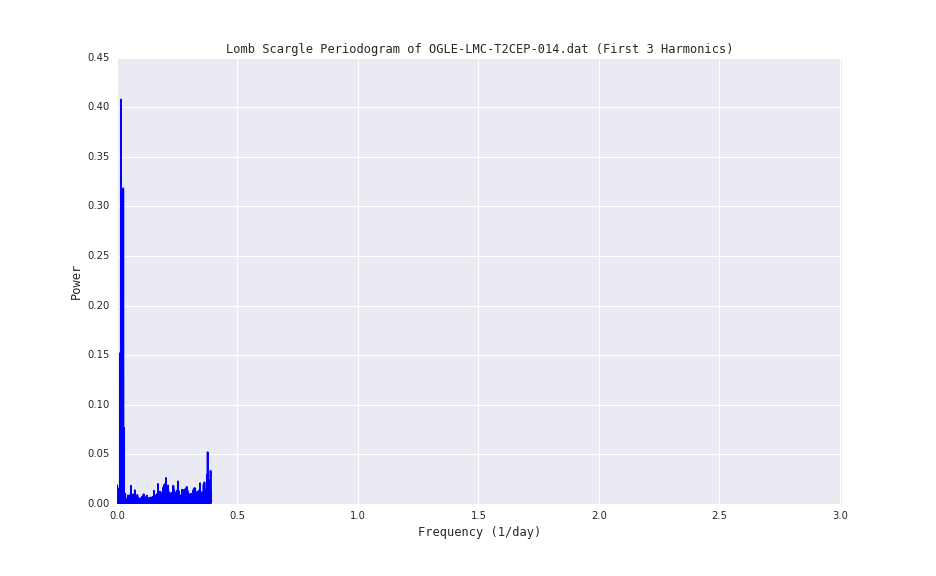 Lomb Scargle Periodogram of OGLE-LMC-T2CEP-014.dat (First 3 Harmonics)
0.45
0.40
0.35
0.30
0.25
0.20
0.15
0.10
0.05
0.00
Power
0.0 0.5 1.0 1.5 2.0 2.5 3.0
Frequency (1/day)